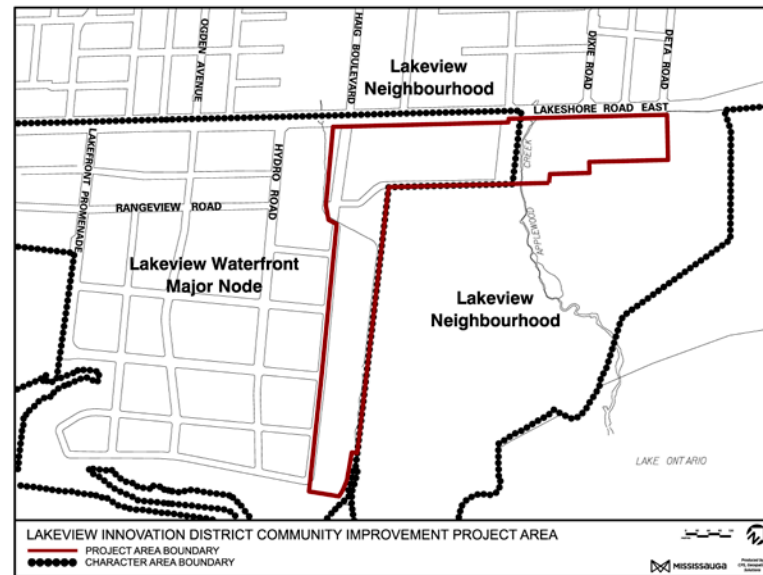 OGDEN AVENUE
HAIG BOULEVARD
DIXIE ROAD
DETA ROAD
Lakeview
Neighbourhood
LAKESHORE ROAD EAST
LAKEFRONT PROMENADE
HYDRO ROAD
CREEK
APPLEWOOD
RANGEVIEW ROAD
Lakeview Waterfront
Major Node
Lakeview
Neighbourhood
LAKE ONTARIO
LAKEVIEW INNOVATION DISTRICT COMMUNITY IMPROVEMENT PROJECT AREA
PROJECT AREA BOUNDARY
CHARACTER AREA BOUNDARY
MISSISSAUGA
Produced by